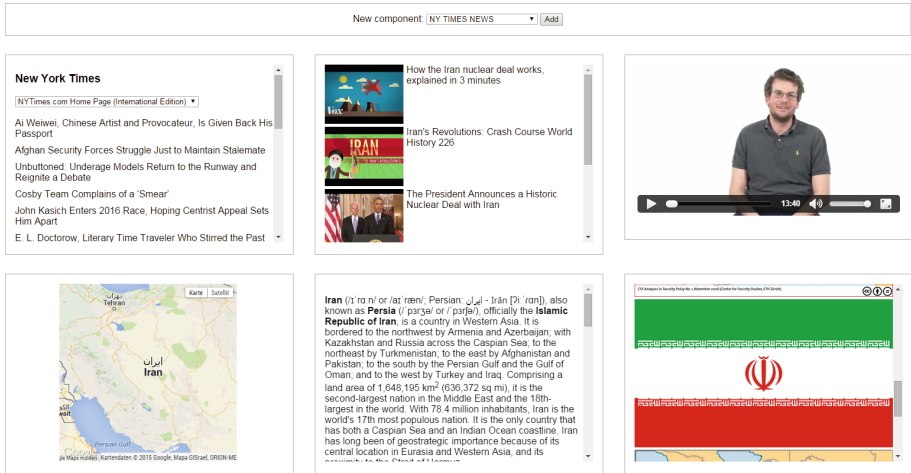 New component: NY TIMES NEWS Add
New York Times
NYTimes.com Home Page (International Edition)
Ai Weiwei, Chinese Artist and Provocateur, Is Given Back His
Passport
Afghan Security Forces Struggle Just to Maintain Stalemate
Unbuttoned: Underage Models Return to the Runway and
Reignite a Debate
Cosby Team Complains of a ‘Smear’
John Kasich Enters 2016 Race, Hoping Centrist Appeal Sets
Him Apart
E. L. Doctorow, Literary Time Traveler Who Stirred the Past
Vox
How the Iran nuclear deal works,
explained in 3 minutes
IRAN
Iran's Revolutions: Crash Course World
History 226
The President Announces a Historic
Nuclear Deal with Iran
13:40
Karte Satellit
تهران
Tehran
ایران
Iran
Persian Gulf
Google
Kartendaten © 2015 Google, Mapa GISrael, ORION-ME
Iran (/ɪˈrɑːn/ or /aɪˈræn/; Persian: ایران - Irān [ʔiːˈrɑn]), also
known as Persia (/ˈpɜrʒə/ or /ˈpɜrʃə/), officially the Islamic
Republic of Iran, is a country in Western Asia. It is
bordered to the northwest by Armenia and Azerbaijan; with
Kazakhstan and Russia across the Caspian Sea; to the
northeast by Turkmenistan; to the east by Afghanistan and
Pakistan; to the south by the Persian Gulf and the Gulf of
Oman; and to the west by Turkey and Iraq. Comprising a
land area of 1,648,195 km² (636,372 sq mi), it is the
second-largest nation in the Middle East and the 18th-
largest in the world. With 78.4 million inhabitants, Iran is the
world's 17th most populous nation. It is the only country that
has both a Caspian Sea and an Indian Ocean coastline. Iran
has long been of geostrategic importance because of its
central location in Eurasia and Western Asia, and its
proximity to the Strait of Hormuz.
CSS Analyses in Security Policy No.